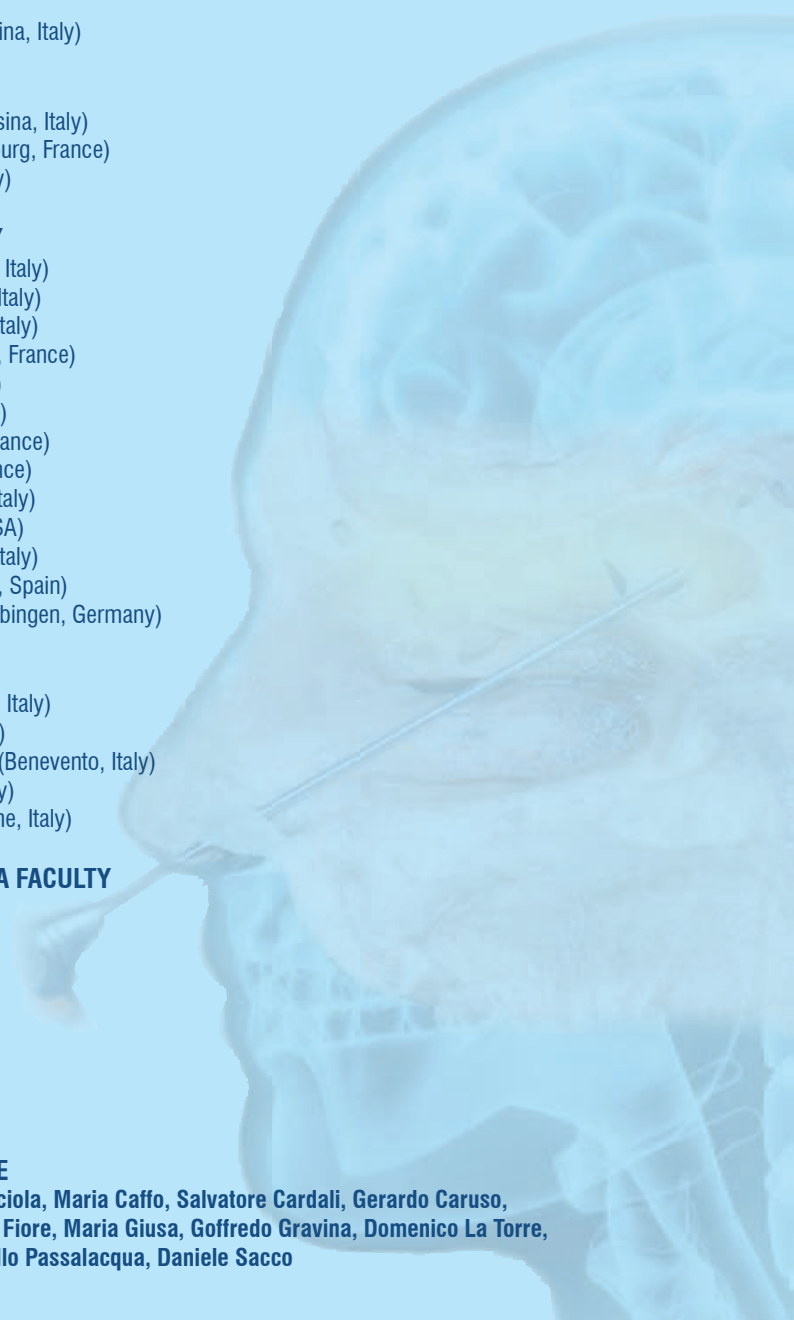 ina, Italy)
sina, Italy)
urg, France)
y)
Y
Italy)
Italy)
taly)
, France)
)
)
ance)
nce)
taly)
SA)
taly)
, Spain)
bingen, Germany)
Italy)
)
(Benevento, Italy)
y)
ne, Italy)
A FACULTY
E
ciola, Maria Caffo, Salvatore Cardali, Gerardo Caruso,
Fiore, Maria Giusa, Goffredo Gravina, Domenico La Torre,
llo Passalacqua, Daniele Sacco